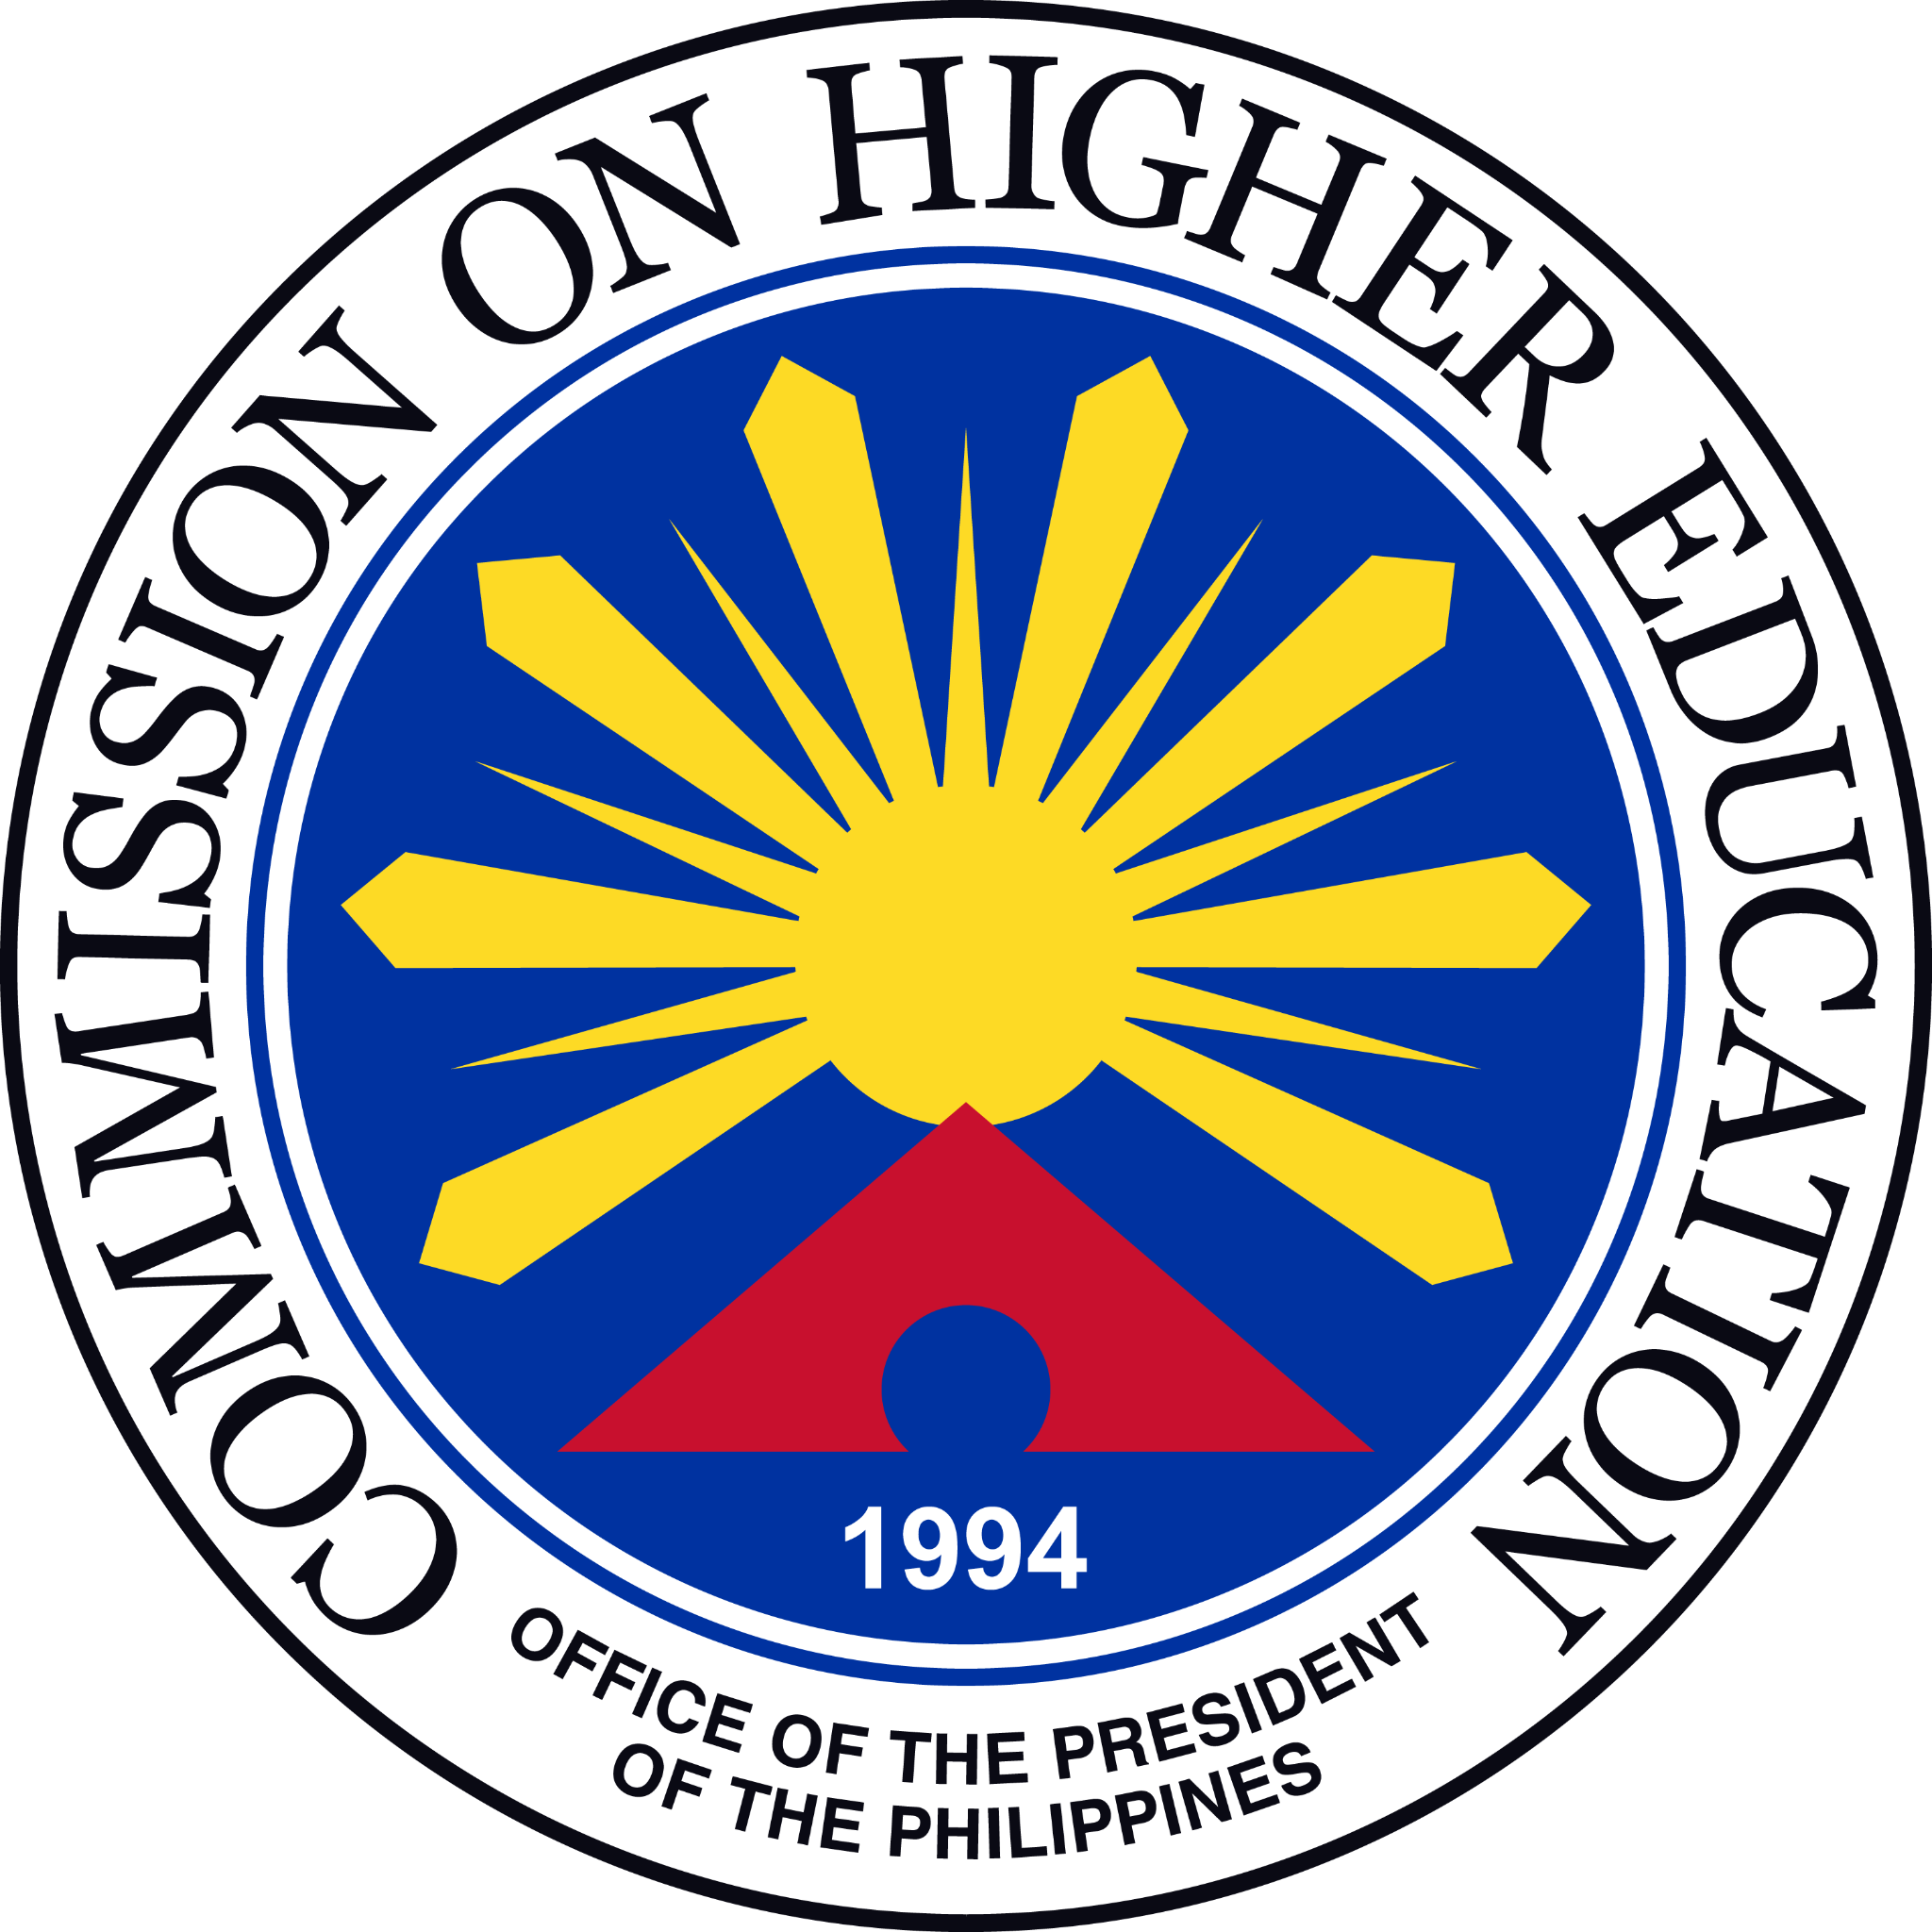 COMMISSION ON HIGHER EDUCATION
1994
OFFICE OF THE PRESIDENT
OF THE PHILIPPINES